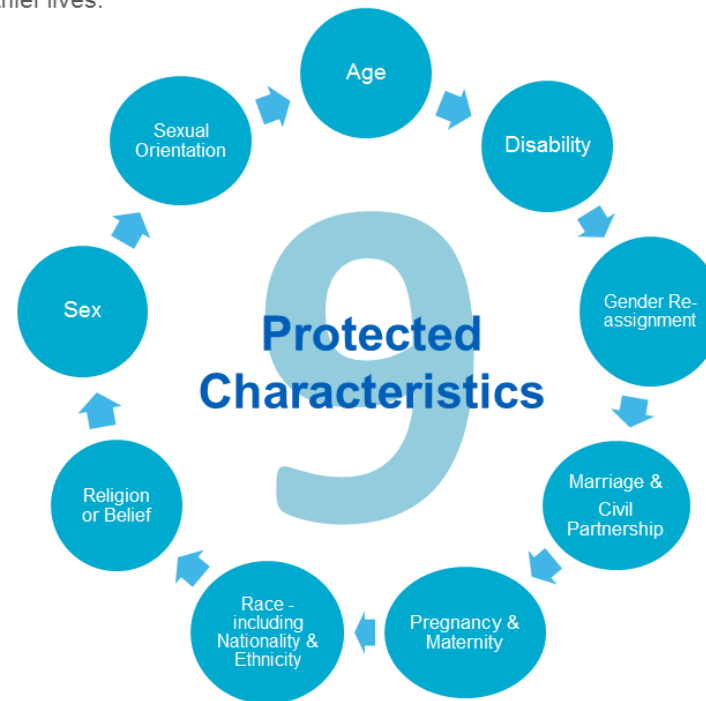 lives.
Age
Disability
Gender Re-
assignment
Marriage &
Civil
Partnership
Pregnancy &
Maternity
Race -
including
Nationality &
Ethnicity
Religion
or Belief
Sex
Sexual
Orientation
9
Protected
Characteristics